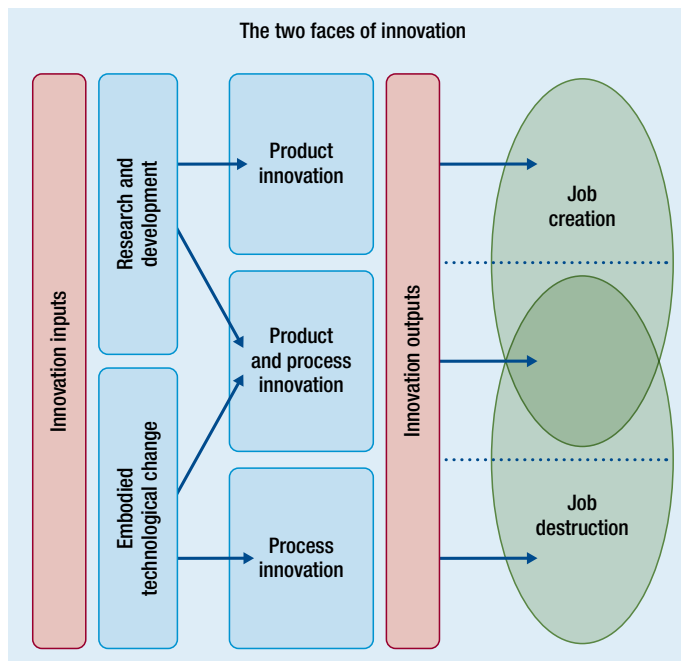 The two faces of innovation
Innovation inputs
Research and
development
Embodied
technological change
Product
innovation
Product
and process
innovation
Process
innovation
Innovation outputs
Job
creation
Job
destruction